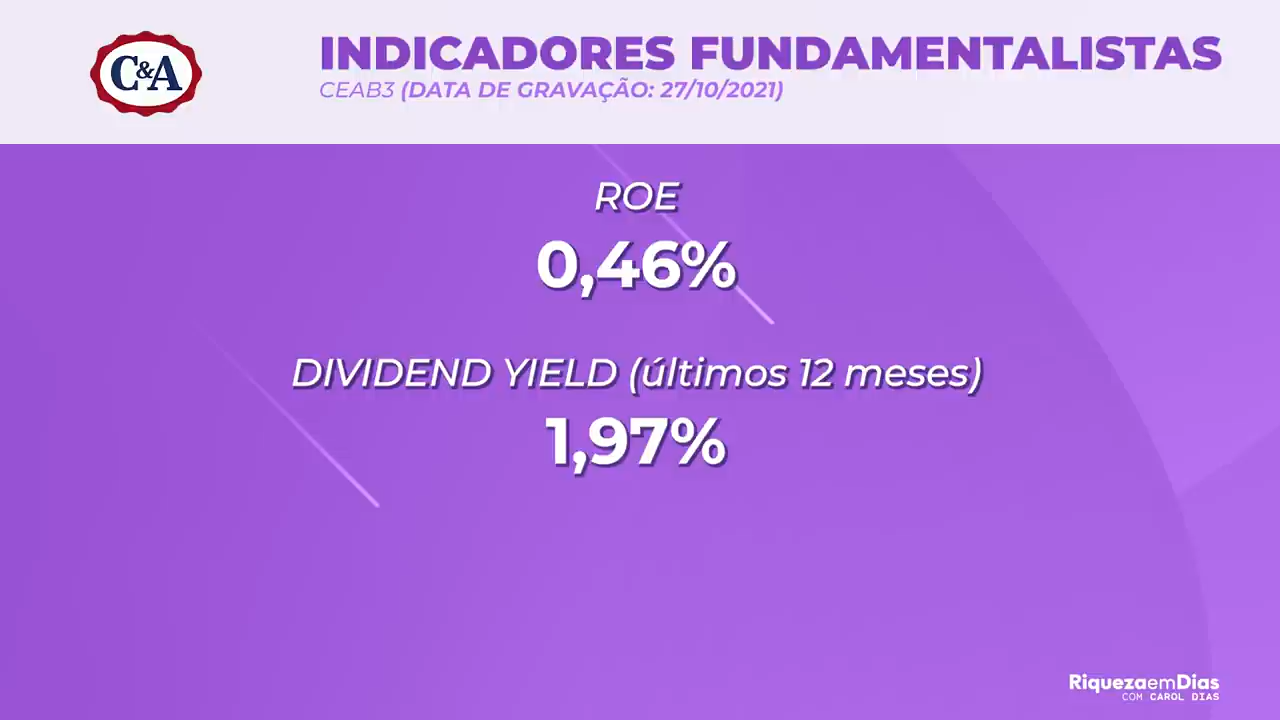 C&A
INDICADORES FUNDAMENTALISTAS
CEAB3 (DATA DE GRAVAÇÃO: 27/10/2021)
ROE
0,46%
DIVIDEND YIELD (últimos 12 meses)
1,97%
RiquezaemDias
COM CAROL DIAS